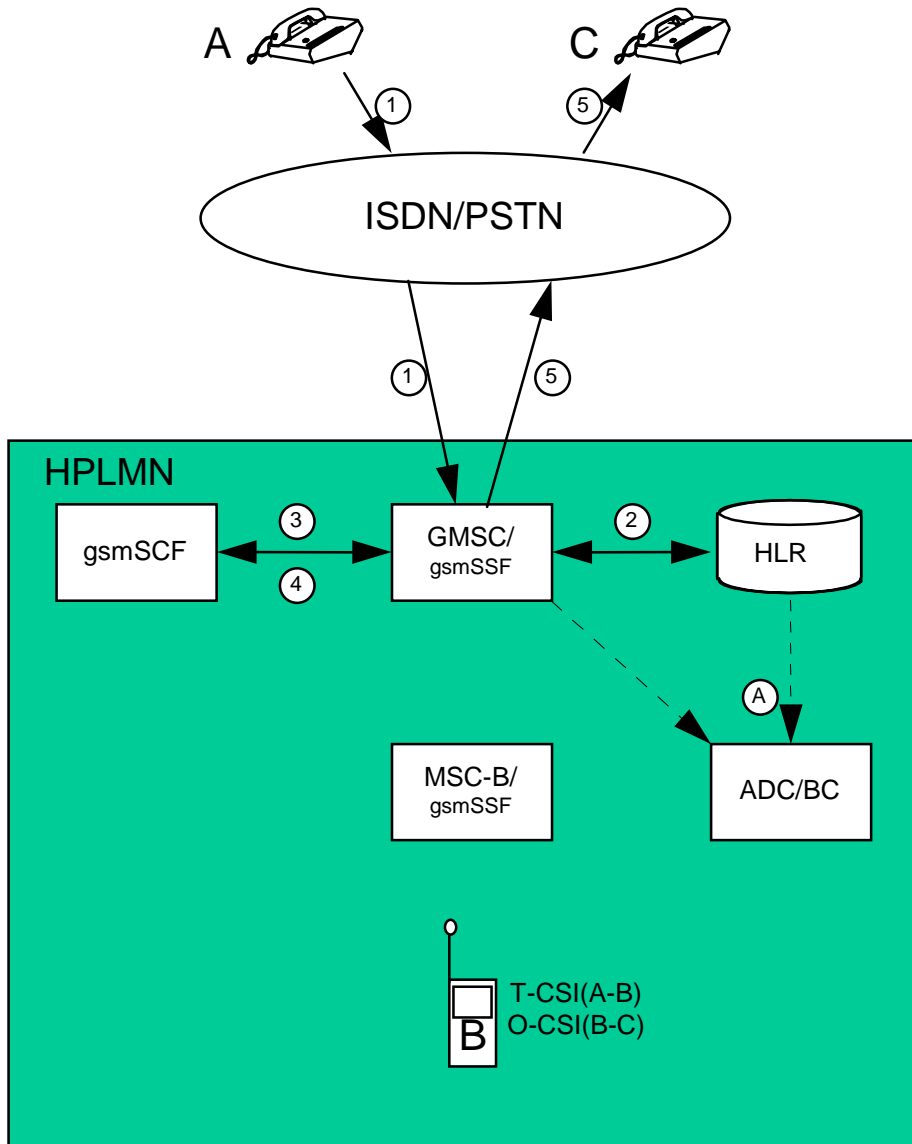 A
C
1
5
ISDN/PSTN
1
5
HPLMN
gsmSCF
3
4
GMSC/
gsmSSF
2
HLR
A
MSC-B/
gsmSSF
ADC/BC
B
T-CSI(A-B)
O-CSI(B-C)